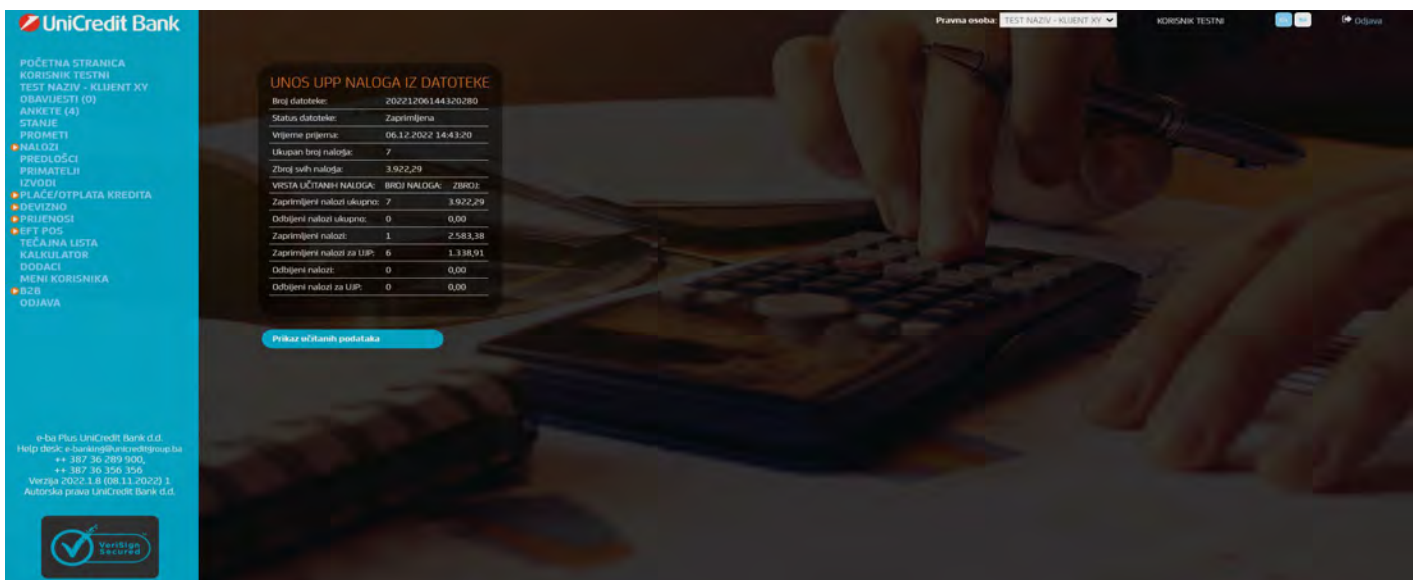 UniCredit Bank
Pravna osoba: TEST NAZIV - KLIJENT XY KORISNIK TESTNI Odjava
POČETNA STRANICA
KORISNIK TESTNI
TEST NAZIV - KLIJENT XY
OBAVIJESTI (0)
ANKETE (4)
STANJE
PROMETI
NALOZI
PREDLOŠCI
PRIMATELJI
IZVODI
PLAĆE/OTPLATA KREDITA
DEVIZNO
PRIJENOSI
EFT POS
TEČAJNA LISTA
KALKULATOR
DODACI
MENI KORISNIKA
B2B
ODJAVA
UNOS UPP NALOGA IZ DATOTEKE
Broj datoteke: 20221206144320280
Status datoteke: Zaprimljena
Vrijeme prijema: 06.12.2022 14:43:20
Ukupan broj naloga: 7
Zbroj svih naloga: 3.922,29
VRSTA UČITANIH NALOGA: BROJ NALOGA: ZBROJ:
Zaprimljeni nalozi ukupno: 7 3.922,29
Odbijeni nalozi ukupno: 0 0,00
Zaprimljeni nalozi: 1 2.583,38
Zaprimljeni nalozi za UJP: 6 1.338,91
Odbijeni nalozi: 0 0,00
Odbijeni nalozi za UJP: 0 0,00
Prikaz učitanih podataka
e-ba Plus UniCredit Bank d.d.
Help desk: e-banking@unicreditgroup.ba
++ 387 36 289 900,
++ 387 36 356 356
Verzija 2022.1.8 (08.11.2022) 1
Autorska prava UniCredit Bank d.d.
VeriSign
Secured